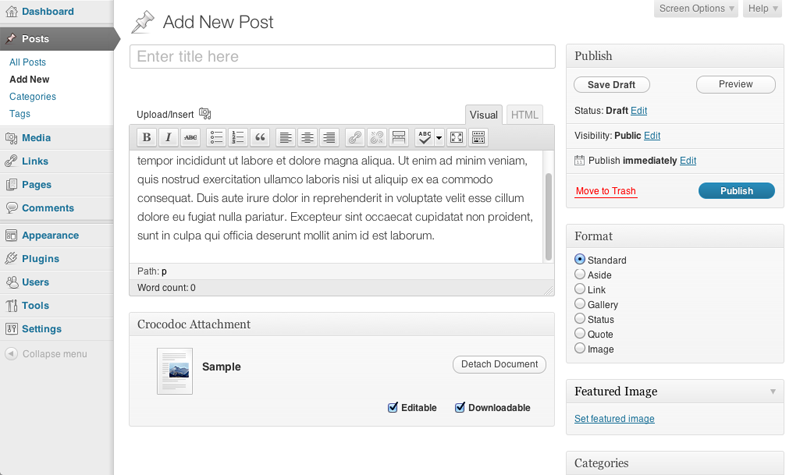 Dashboard
Posts
All Posts
Add New
Categories
Tags
Media
Links
Pages
Comments
Appearance
Plugins
Users
Tools
Settings
Collapse menu
Screen Options
Help
Add New Post
Enter title here
Upload/Insert
Visual
HTML
B I ABC ABC
tempor incididunt ut labore et dolore magna aliqua. Ut enim ad minim veniam,
quis nostrud exercitation ullamco laboris nisi ut aliquip ex ea commodo
consequat. Duis aute irure dolor in reprehenderit in voluptate velit esse cillum
dolore eu fugiat nulla pariatur. Excepteur sint occaecat cupidatat non proident,
sunt in culpa qui officia deserunt mollit anim id est laborum.
Path: p
Word count: 0
Crocodoc Attachment
Sample
Detach Document
Editable
Downloadable
Publish
Save Draft
Preview
Status: Draft Edit
Visibility: Public Edit
Publish immediately Edit
Move to Trash
Publish
Format
Standard
Aside
Link
Gallery
Status
Quote
Image
Featured Image
Set featured image
Categories